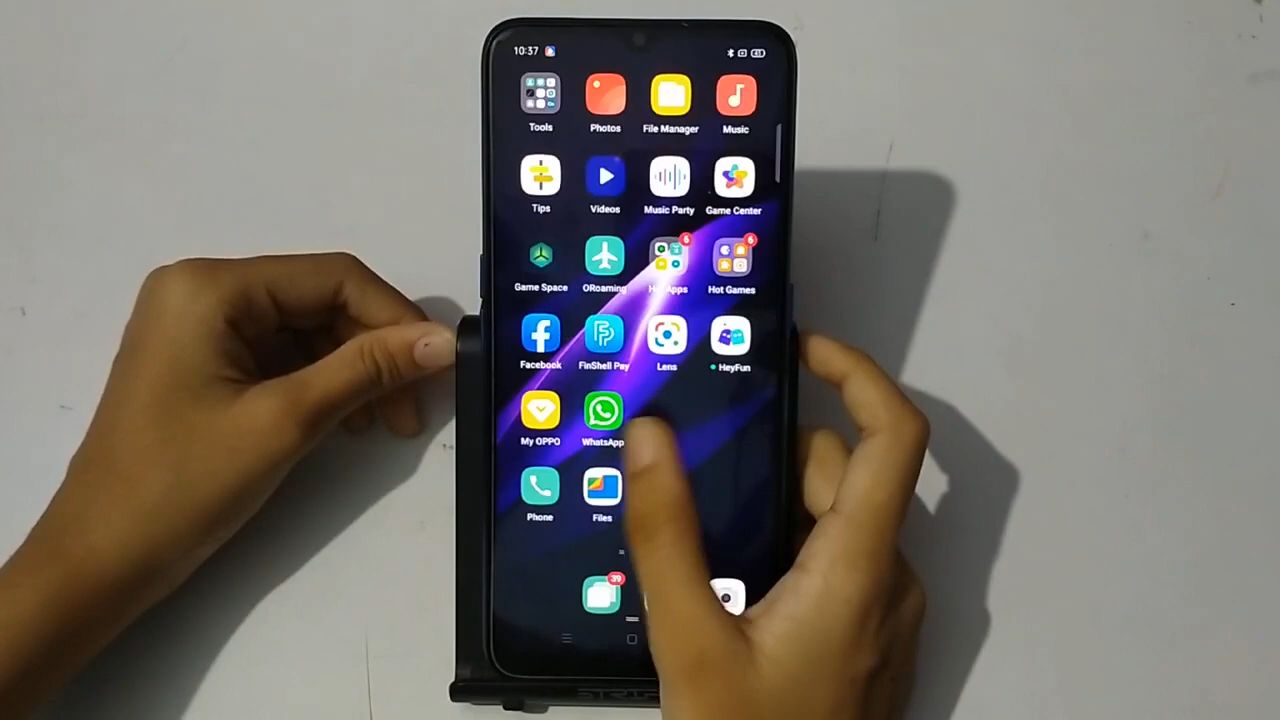 10:37
Tools Photos File Manager Music
Tips Videos Music Party Game Center
6 6
Game Space ORoaming Hot Apps Hot Games
Facebook FinShell Pay Lens HeyFun
My OPPO WhatsApp
Phone Files
39